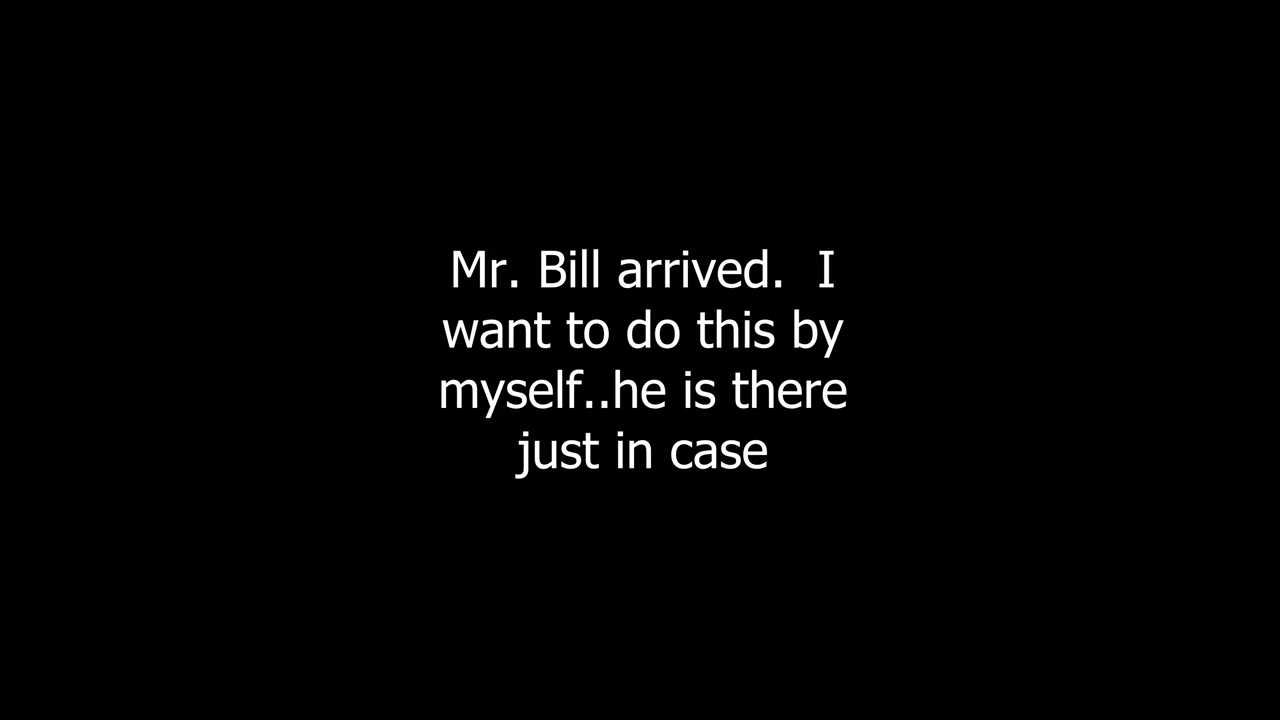 Mr. Bill arrived.  I
want to do this by
myself..he is there
just in case